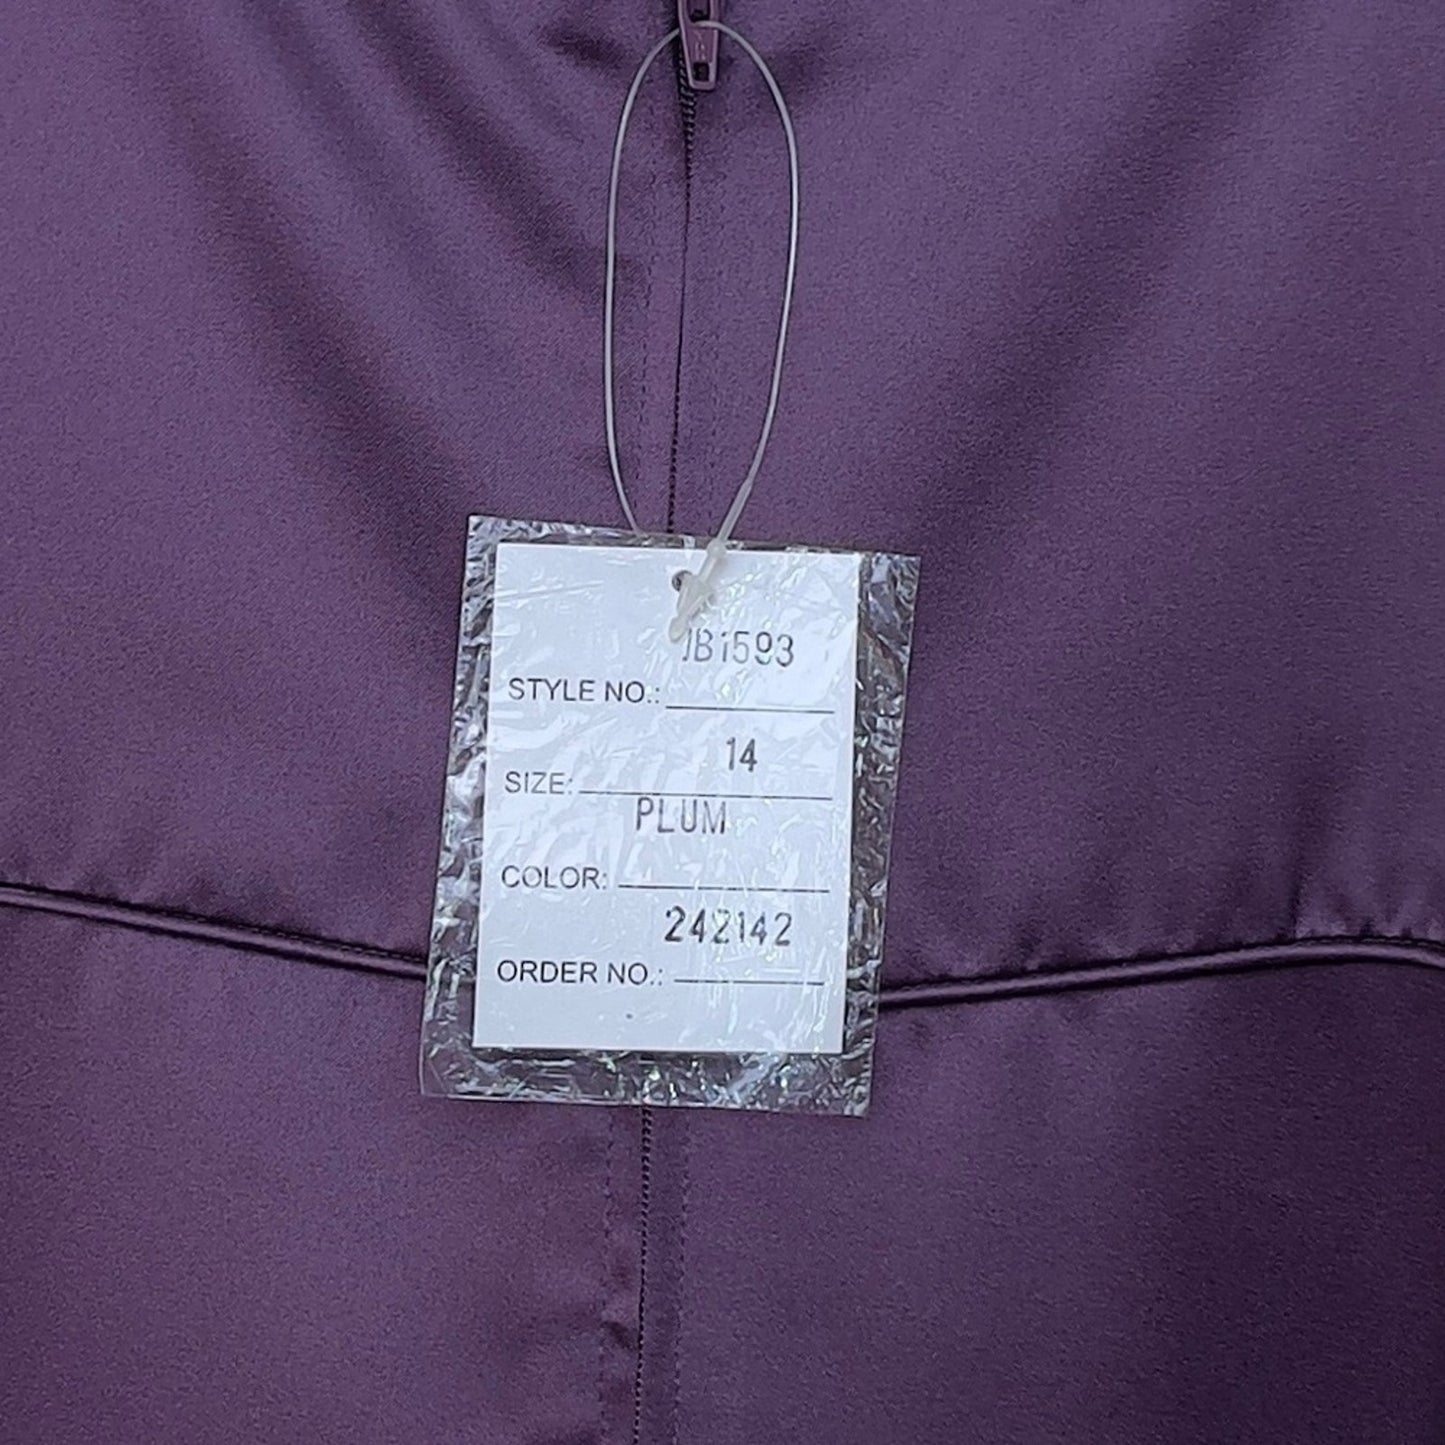 JB1593
STYLE NO.:
14
SIZE:
PLUM
COLOR:
242142
ORDER NO.: